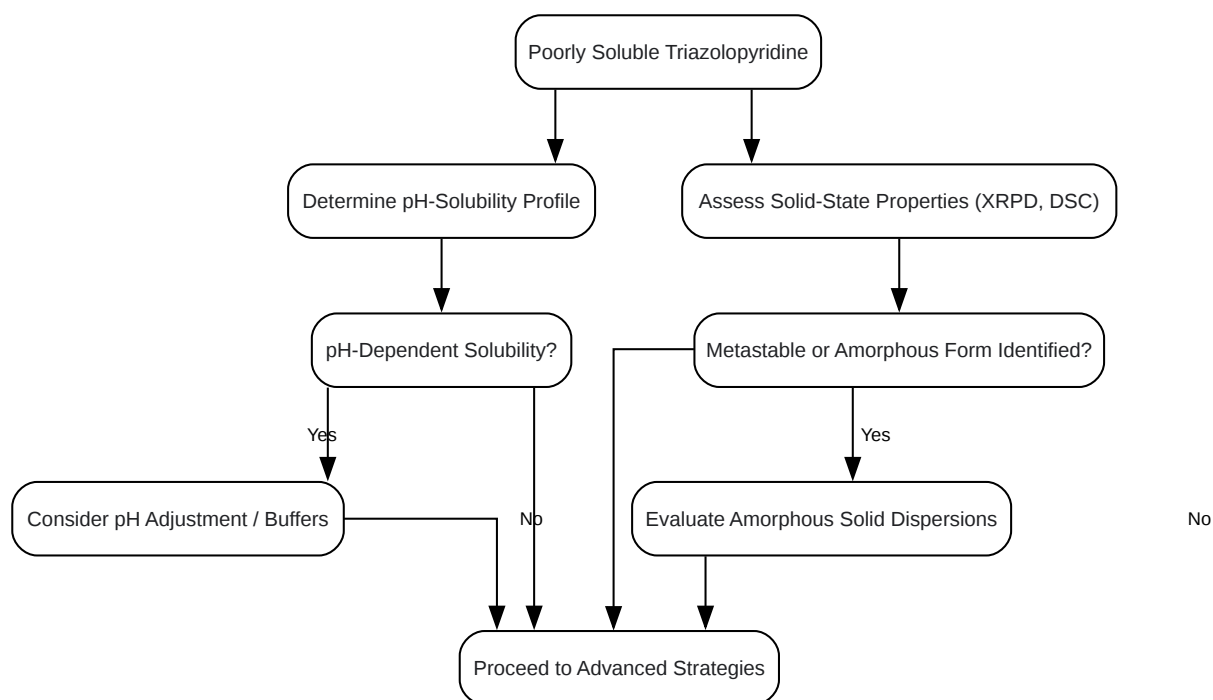 Poorly Soluble Triazolopyridine
Determine pH-Solubility Profile
Assess Solid-State Properties (XRPD, DSC)
pH-Dependent Solubility?
Metastable or Amorphous Form Identified?
Yes
Yes
Consider pH Adjustment / Buffers
No
Evaluate Amorphous Solid Dispersions
No
Proceed to Advanced Strategies